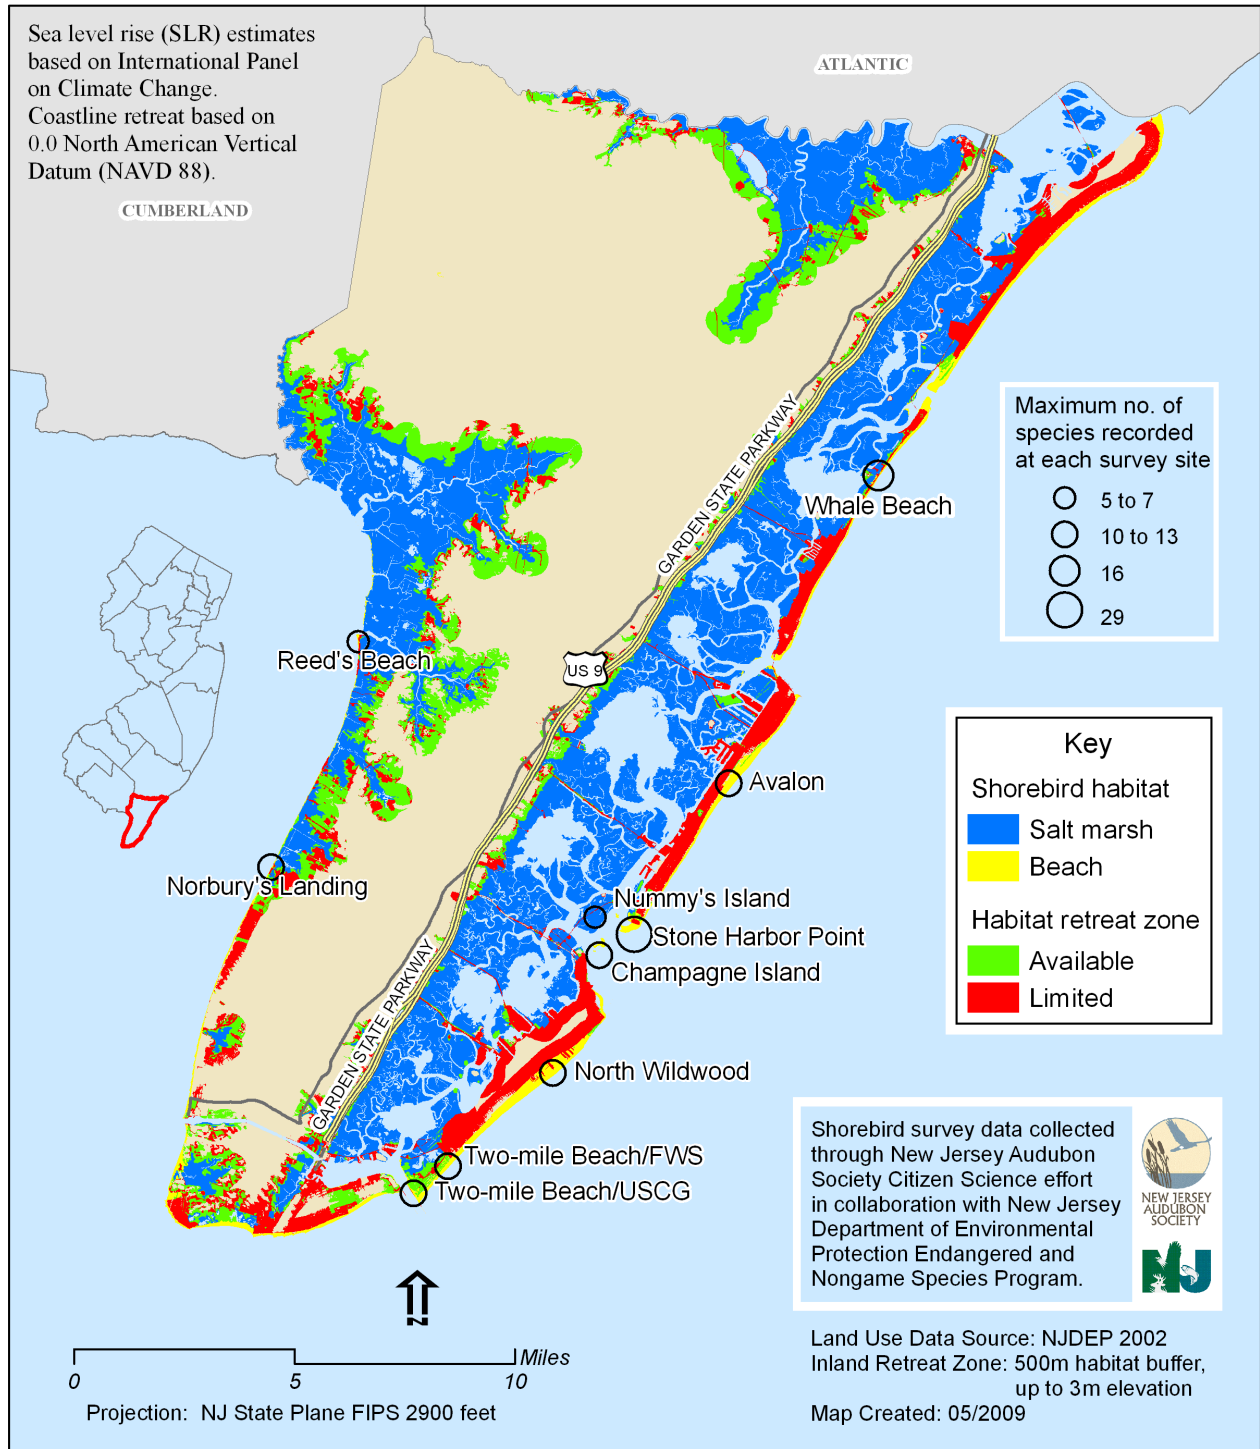 Sea level rise (SLR) estimates
based on International Panel
on Climate Change.
Coastline retreat based on
0.0 North American Vertical
Datum (NAVD 88).
ATLANTIC
CUMBERLAND
GARDEN STATE PARKWAY
Maximum no. of
species recorded
at each survey site
5 to 7
10 to 13
16
29
Whale Beach
Reed's Beach
US 9
Key
Shorebird habitat
Salt marsh
Beach
Habitat retreat zone
Available
Limited
Avalon
Norbury's Landing
Nummy's Island
Stone Harbor Point
Champagne Island
GARDEN STATE PARKWAY
North Wildwood
Two-mile Beach/FWS
Two-mile Beach/USCG
Shorebird survey data collected
through New Jersey Audubon
Society Citizen Science effort
in collaboration with New Jersey
Department of Environmental
Protection Endangered and
Nongame Species Program.
NEW JERSEY
AUDUBON
SOCIETY
NJ
N
Miles
0 5 10
Projection: NJ State Plane FIPS 2900 feet
Land Use Data Source: NJDEP 2002
Inland Retreat Zone: 500m habitat buffer,
up to 3m elevation
Map Created: 05/2009